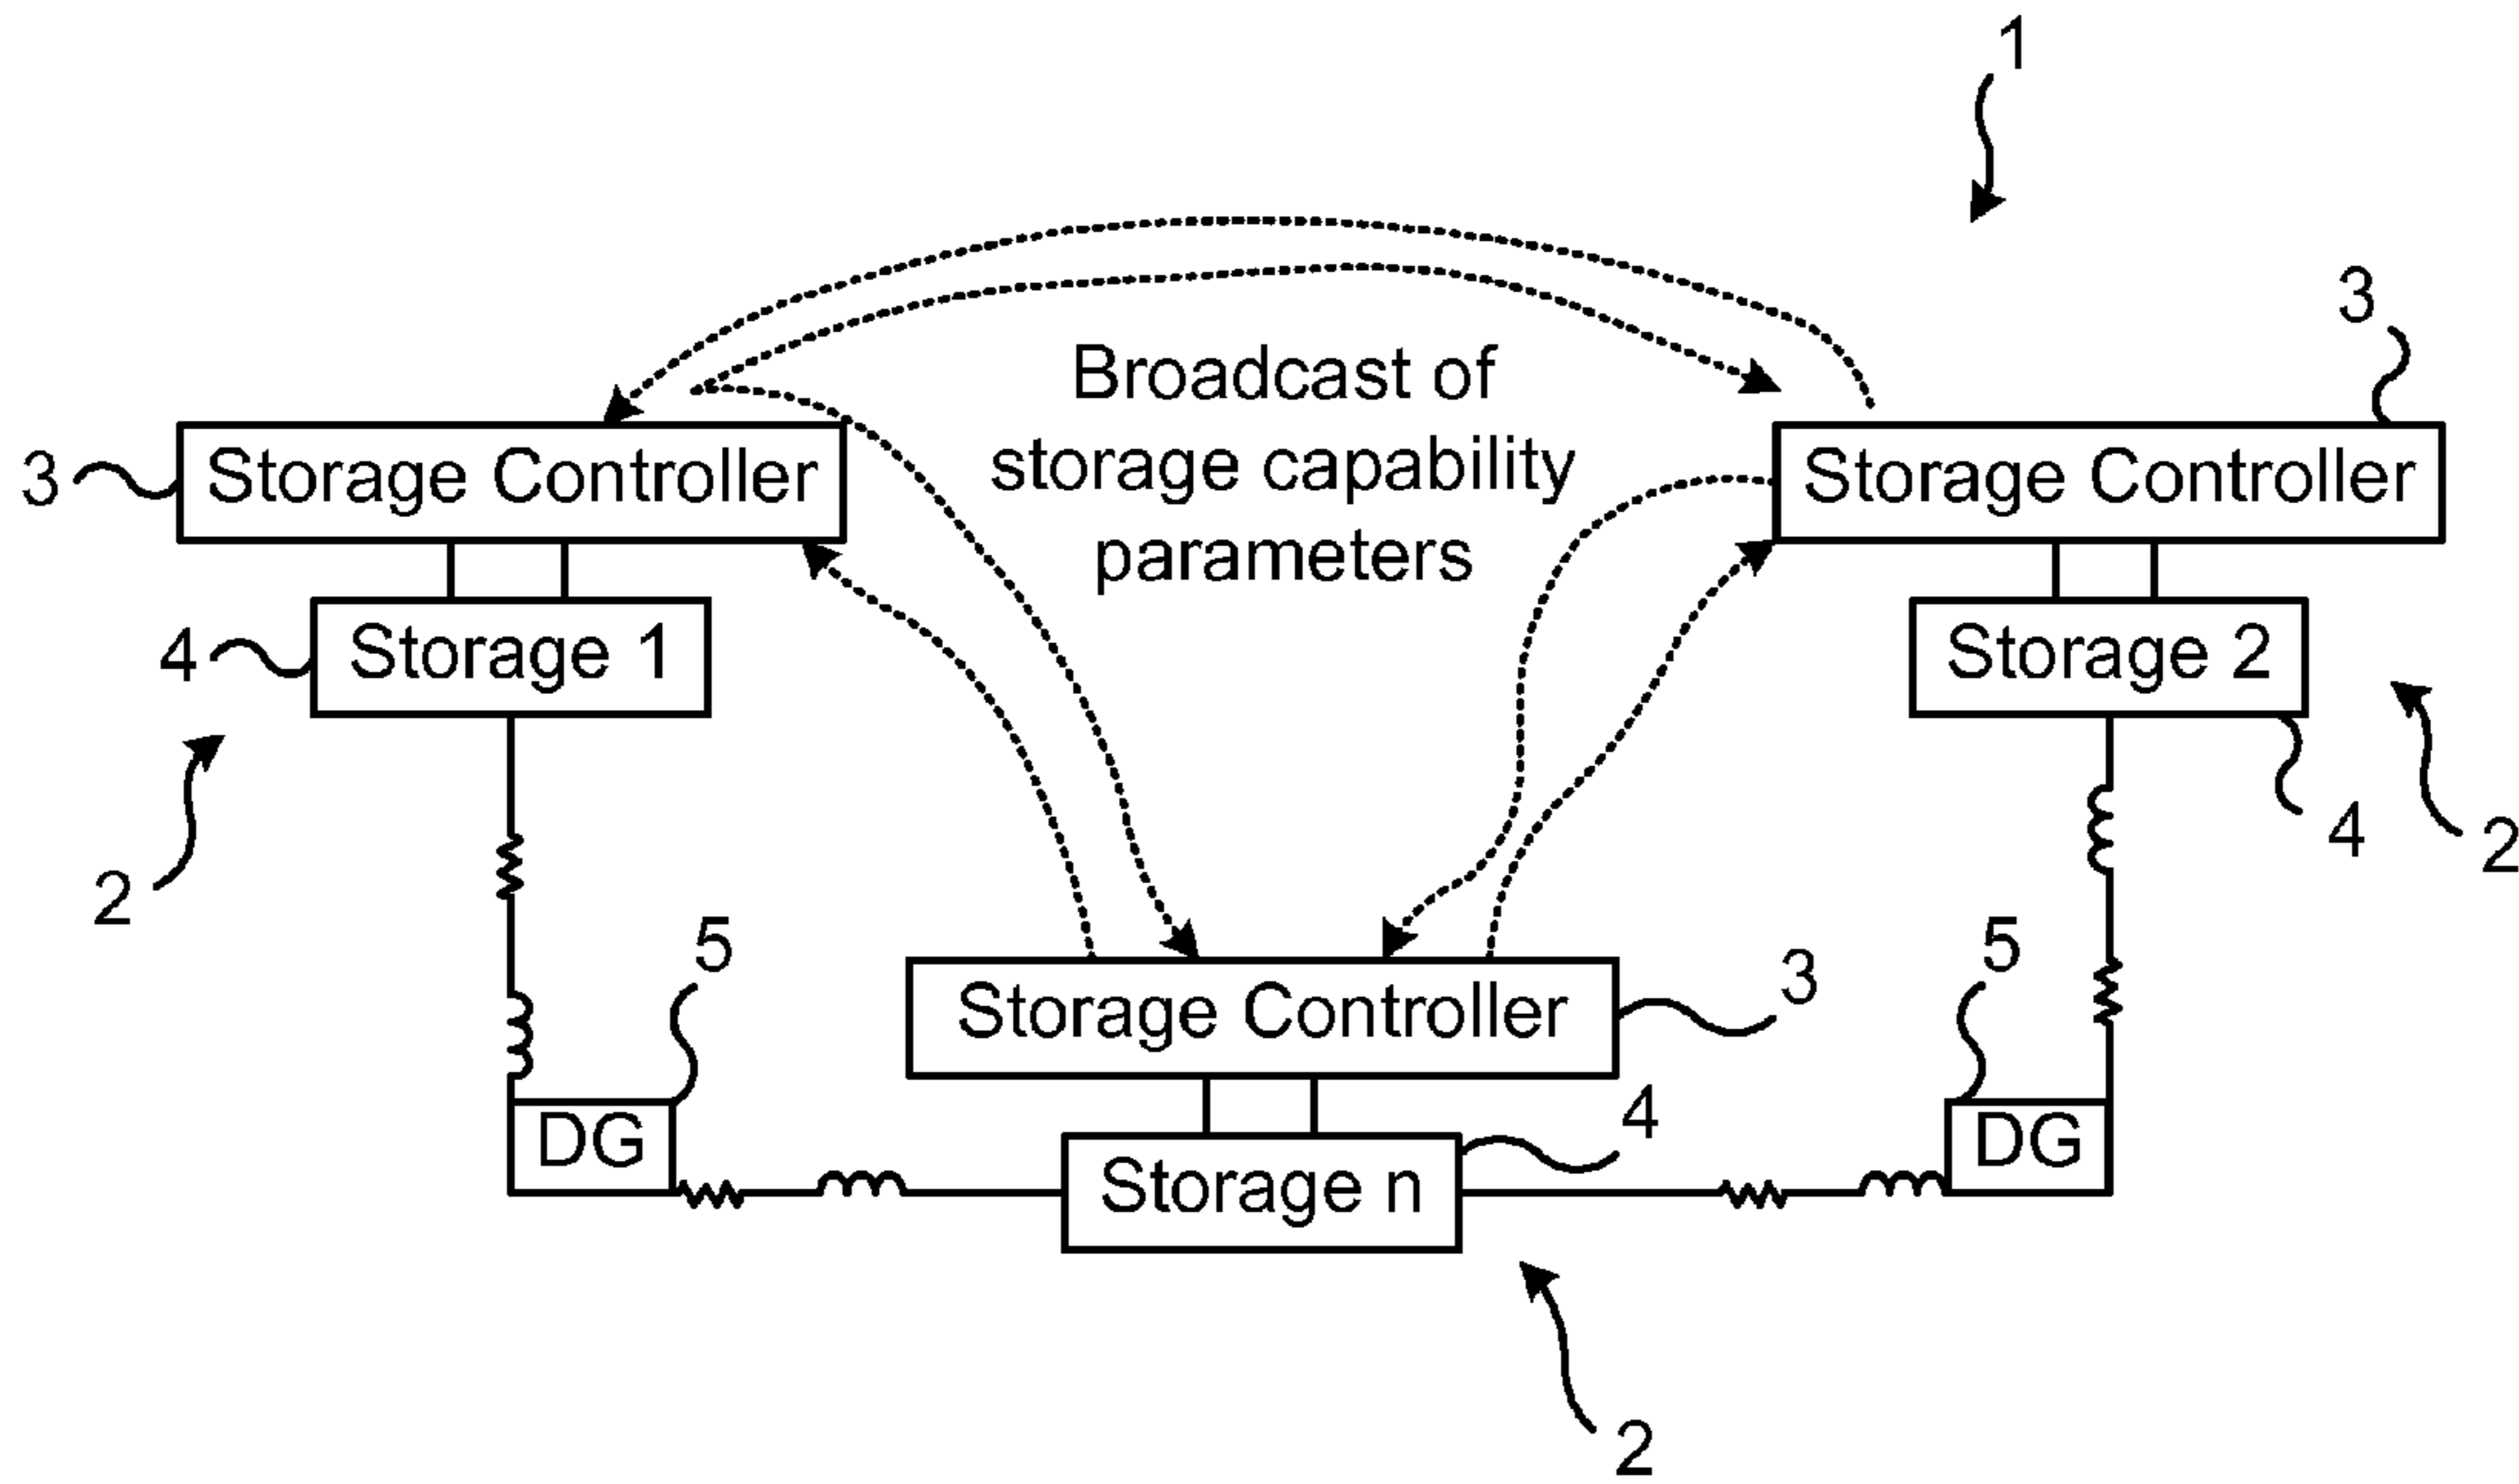 1
3
Broadcast of
storage capability
parameters
3
Storage Controller
Storage Controller
4
Storage 1
Storage 2
2
4
2
5
5
Storage Controller
3
DG
4
DG
Storage n
2